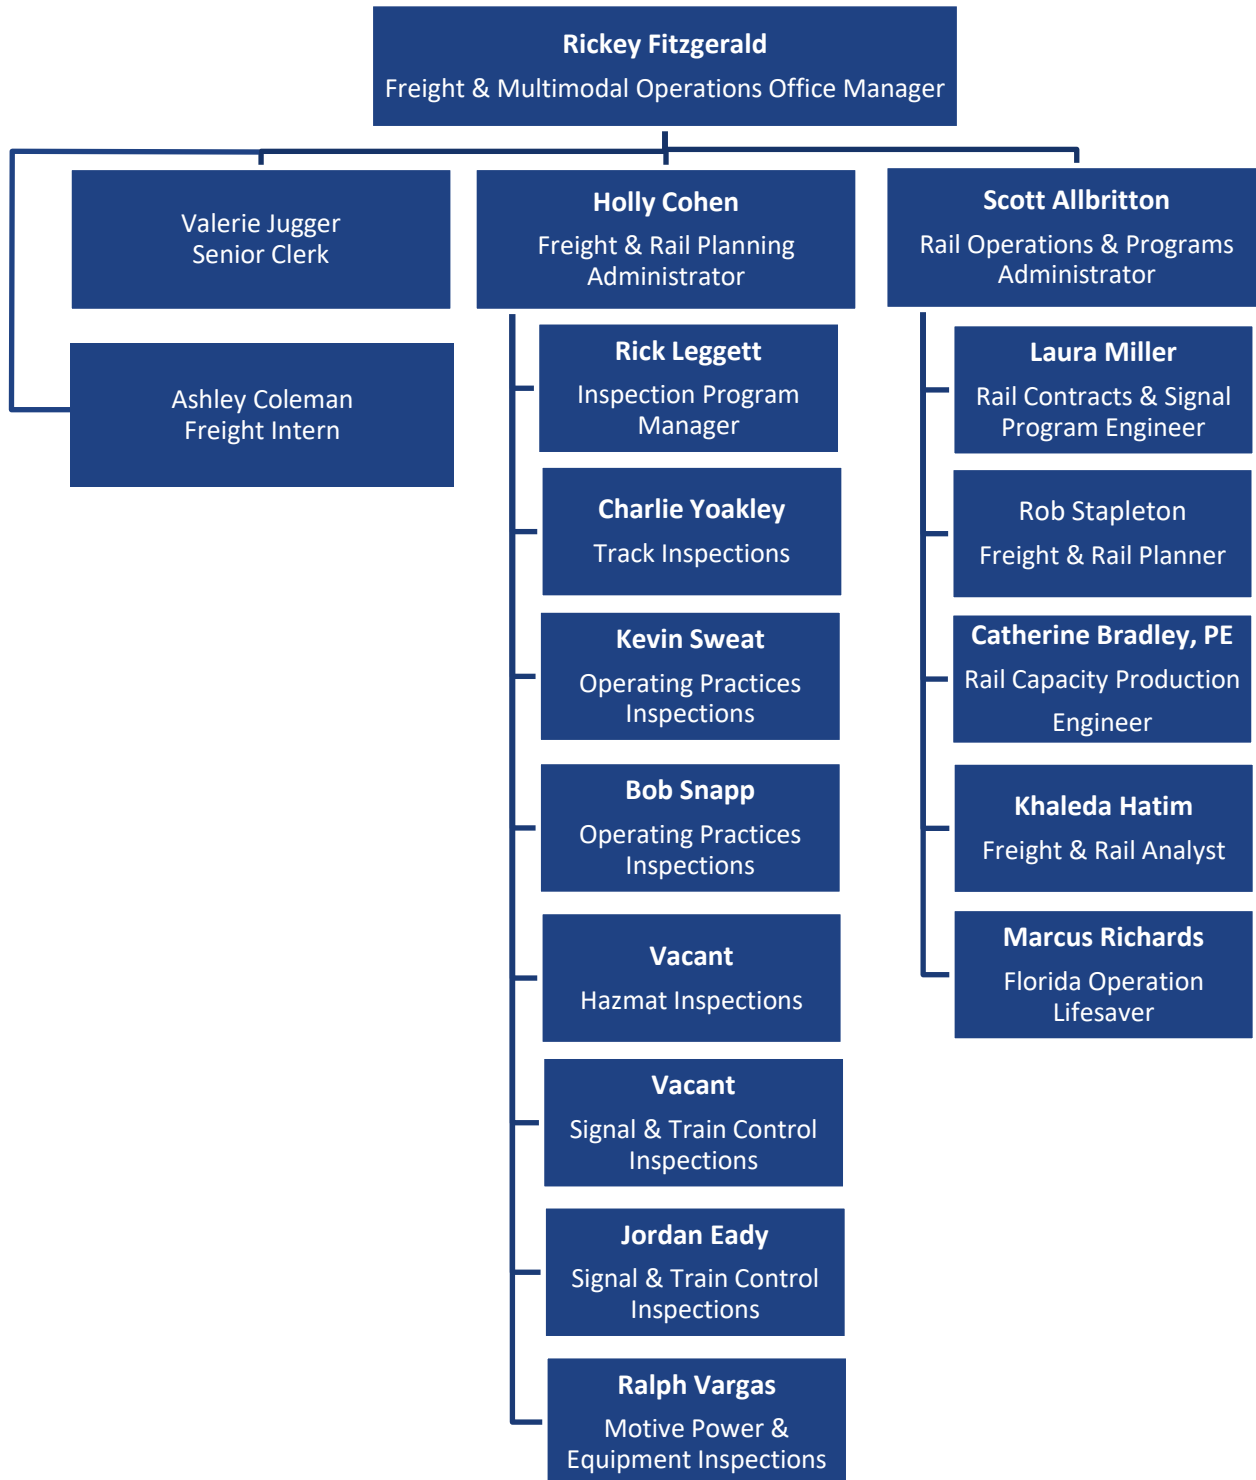 Rickey Fitzgerald
Freight & Multimodal Operations Office Manager
Valerie Jugger
Senior Clerk
Ashley Coleman
Freight Intern
Holly Cohen
Freight & Rail Planning
Administrator
Rick Leggett
Inspection Program
Manager
Charlie Yoakley
Track Inspections
Kevin Sweat
Operating Practices
Inspections
Bob Snapp
Operating Practices
Inspections
Vacant
Hazmat Inspections
Vacant
Signal & Train Control
Inspections
Jordan Eady
Signal & Train Control
Inspections
Ralph Vargas
Motive Power &
Equipment Inspections
Scott Allbritton
Rail Operations & Programs
Administrator
Laura Miller
Rail Contracts & Signal
Program Engineer
Rob Stapleton
Freight & Rail Planner
Catherine Bradley, PE
Rail Capacity Production
Engineer
Khaleda Hatim
Freight & Rail Analyst
Marcus Richards
Florida Operation
Lifesaver